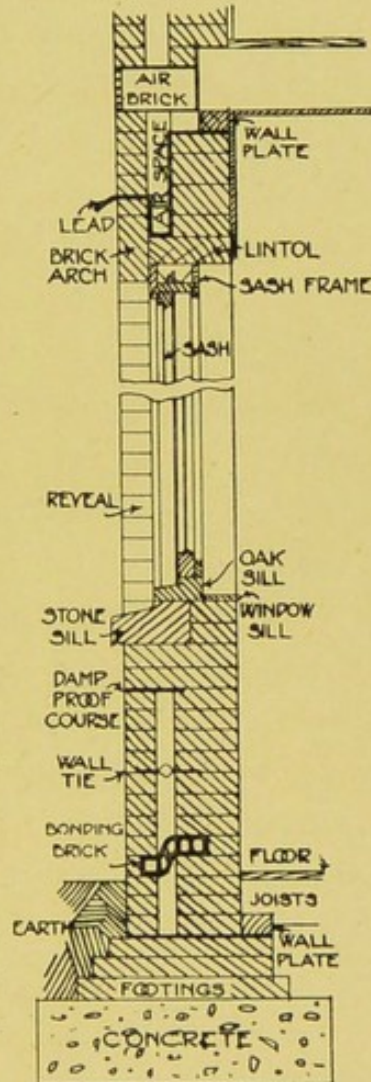 AIR
BRICK
AIR SPACE
WALL
PLATE
LEAD
BRICK
ARCH
LINTOL
SASH FRAME
SASH
REVEAL
OAK
SILL
STONE
SILL
WINDOW
SILL
DAMP
PROOF
COURSE
WALL
TIE
BONDING
BRICK
FLOOR
JOISTS
EARTH
WALL
PLATE
FOOTINGS
CONCRETE